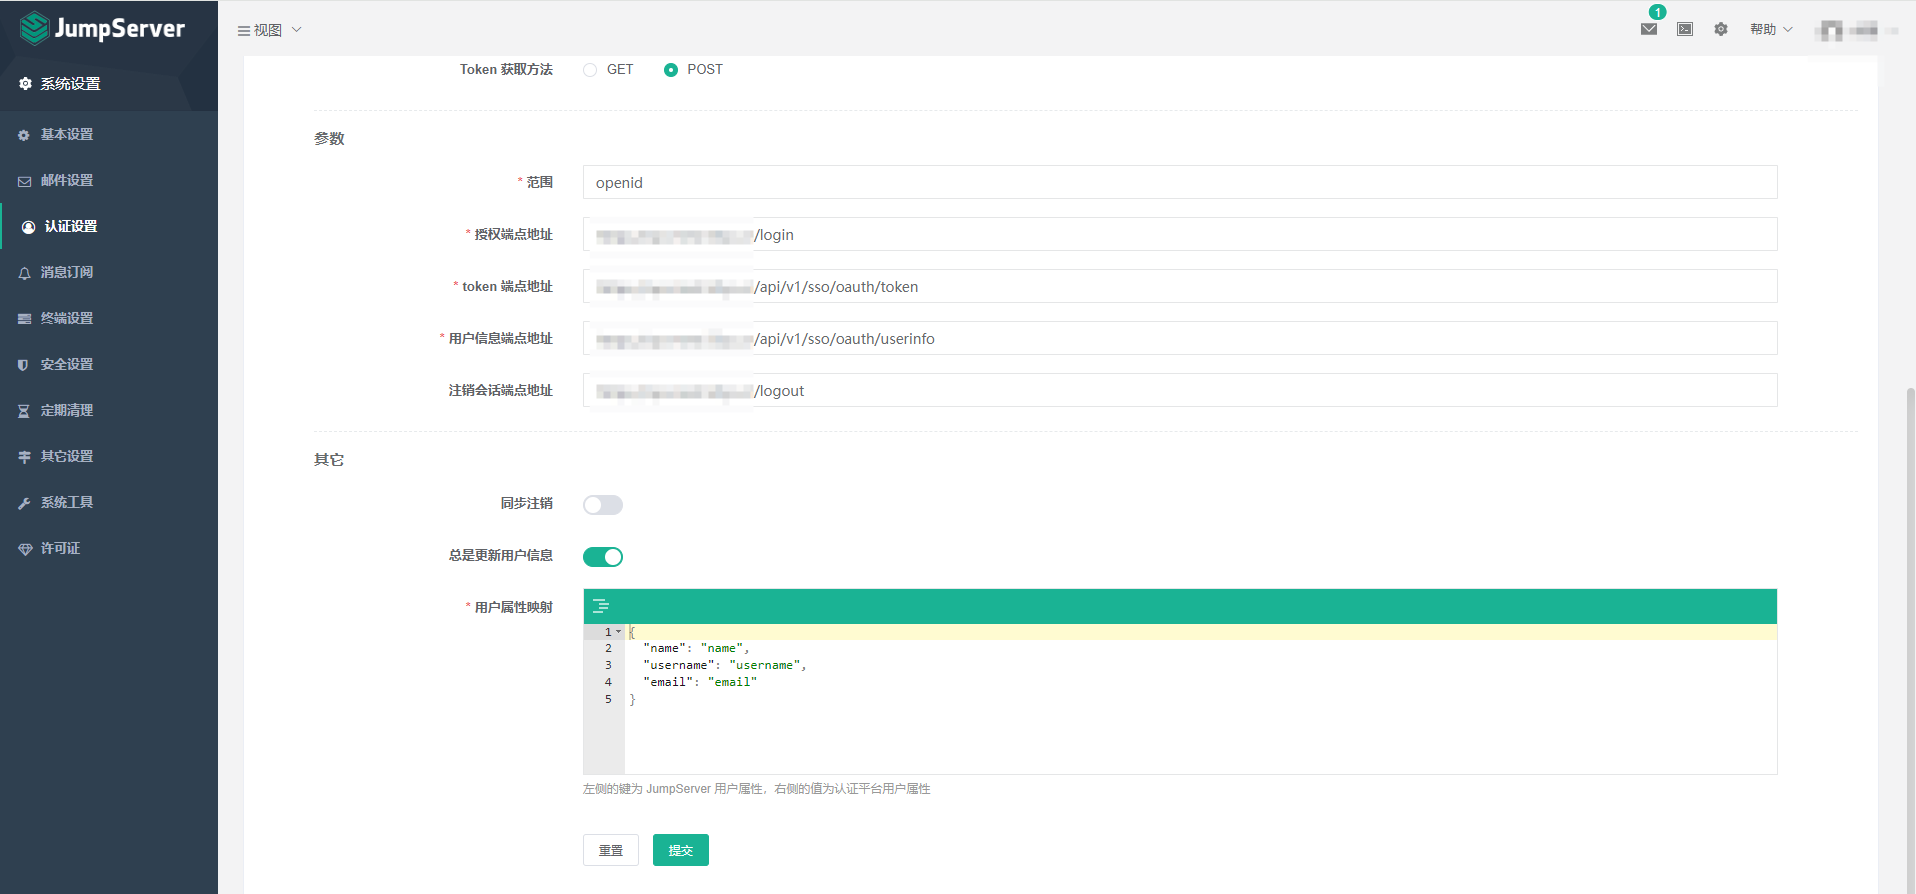 JumpServer
视图
1
帮助
系统设置
基本设置
邮件设置
认证设置
消息订阅
终端设置
安全设置
定期清理
其它设置
系统工具
许可证
Token 获取方法 GET POST
参数
* 范围 openid
* 授权端点地址 /login
* token 端点地址 /api/v1/sso/oauth/token
* 用户信息端点地址 /api/v1/sso/oauth/userinfo
注销会话端点地址 /logout
其它
同步注销
总是更新用户信息
* 用户属性映射
1 {
2 "name": "name",
3 "username": "username",
4 "email": "email"
5 }
左侧的键为 JumpServer 用户属性，右侧的值为认证平台用户属性
重置 提交